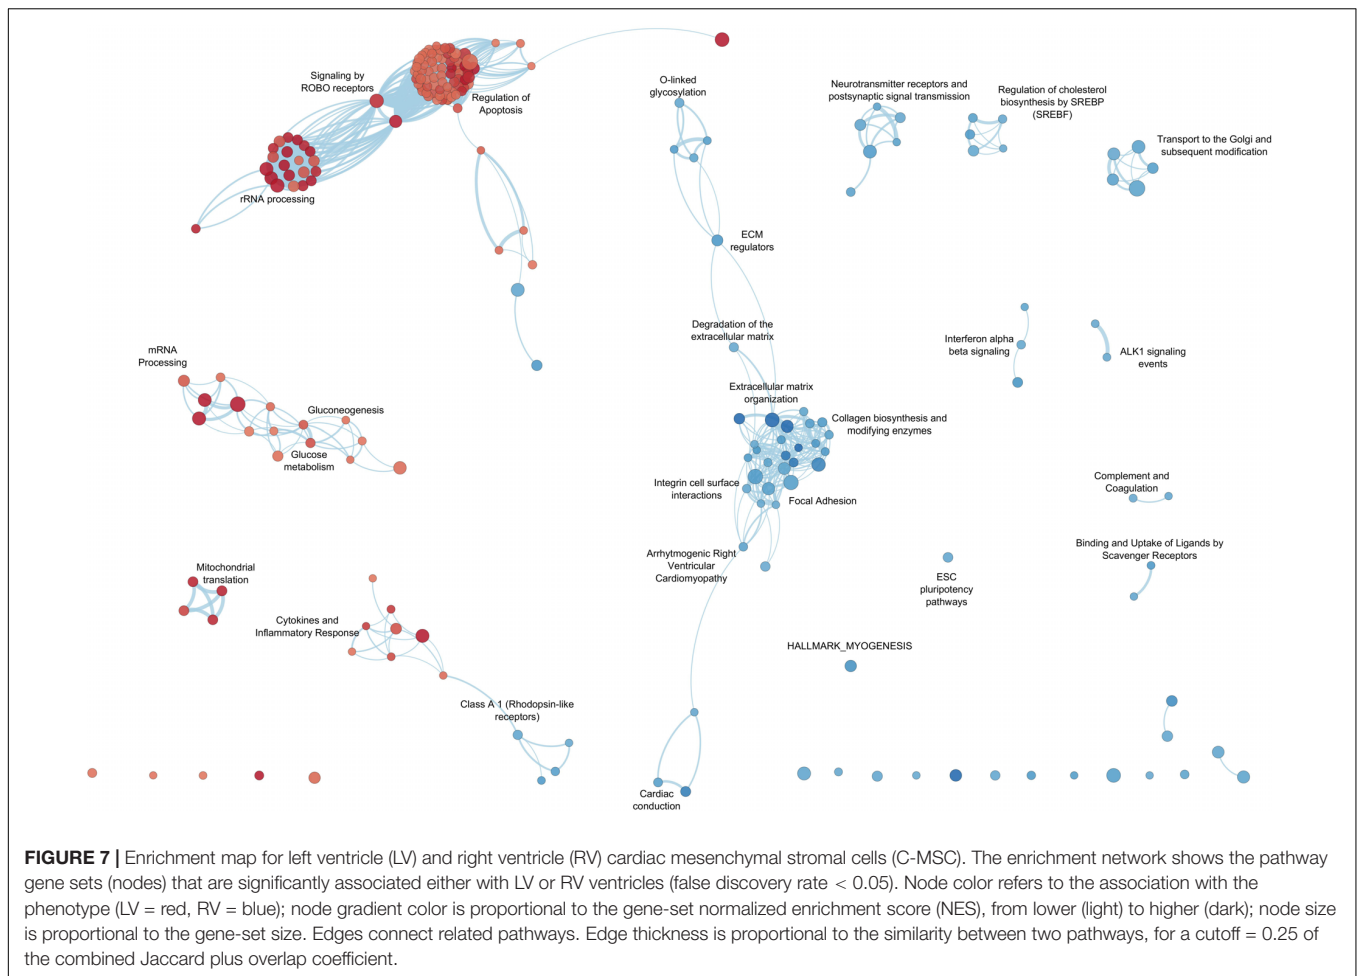 Signaling by
ROBO receptors
Regulation of
Apoptosis
rRNA processing
O-linked
glycosylation
Neurotransmitter receptors and
postsynaptic signal transmission
Regulation of cholesterol
biosynthesis by SREBP
(SREBF)
Transport to the Golgi and
subsequent modification
ECM
regulators
Degradation of the
extracellular matrix
Interferon alpha
beta signaling
ALK1 signaling
events
mRNA
Processing
Gluconeogenesis
Glucose
metabolism
Extracellular matrix
organization
Collagen biosynthesis and
modifying enzymes
Integrin cell surface
interactions
Focal Adhesion
Complement and
Coagulation
Arrhytmogenic Right
Ventricular
Cardiomyopathy
ESC
pluripotency
pathways
Binding and Uptake of Ligands by
Scavenger Receptors
Mitochondrial
translation
Cytokines and
Inflammatory Response
HALLMARK_MYOGENESIS
Class A 1 (Rhodopsin-like
receptors)
Cardiac
conduction
FIGURE 7 | Enrichment map for left ventricle (LV) and right ventricle (RV) cardiac mesenchymal stromal cells (C-MSC). The enrichment network shows the pathway
gene sets (nodes) that are significantly associated either with LV or RV ventricles (false discovery rate < 0.05). Node color refers to the association with the
phenotype (LV = red, RV = blue); node gradient color is proportional to the gene-set normalized enrichment score (NES), from lower (light) to higher (dark); node size
is proportional to the gene-set size. Edges connect related pathways. Edge thickness is proportional to the similarity between two pathways, for a cutoff = 0.25 of
the combined Jaccard plus overlap coefficient.